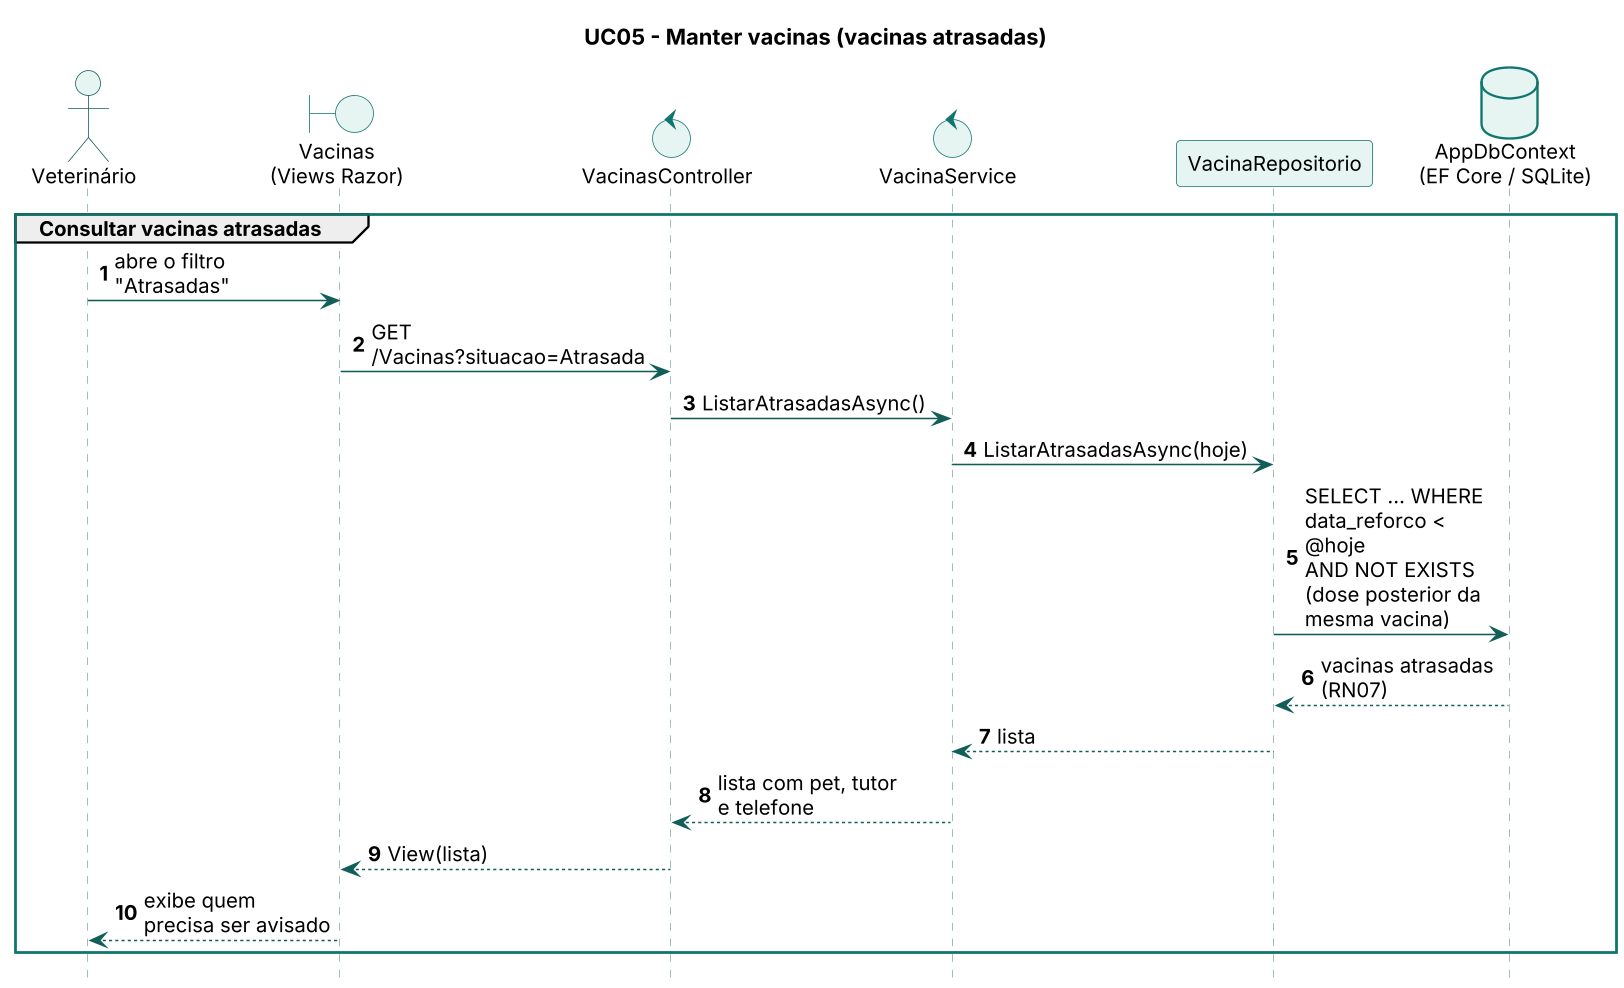 UC05 - Manter vacinas (vacinas atrasadas)
Veterinário
Vacinas
(Views Razor)
VacinasController
VacinaService
VacinaRepositorio
AppDbContext
(EF Core / SQLite)
Consultar vacinas atrasadas
1 abre o filtro
"Atrasadas"
2 GET
/Vacinas?situacao=Atrasada
3 ListarAtrasadasAsync()
4 ListarAtrasadasAsync(hoje)
5 SELECT ... WHERE
data_reforco <
@hoje
AND NOT EXISTS
(dose posterior da
mesma vacina)
6 vacinas atrasadas
(RN07)
7 lista
8 lista com pet, tutor
e telefone
9 View(lista)
10 exibe quem
precisa ser avisado